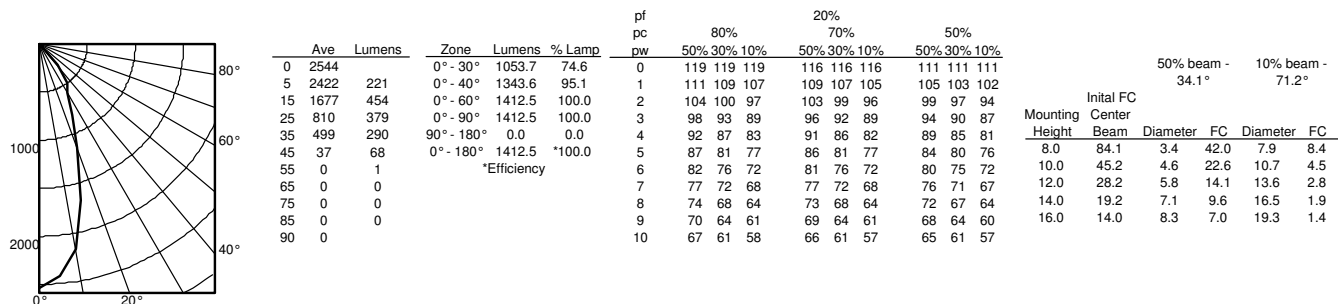 80°
60°
40°
20°
0°
1000
2000
Ave Lumens
0 2544
5 2422 221
15 1677 454
25 810 379
35 499 290
45 37 68
55 0 1
65 0 0
75 0 0
85 0 0
90 0
Zone Lumens % Lamp
0° - 30° 1053.7 74.6
0° - 40° 1343.6 95.1
0° - 60° 1412.5 100.0
0° - 90° 1412.5 100.0
90° - 180° 0.0 0.0
0° - 180° 1412.5 *100.0
*Efficiency
pf 20%
pc 80% 70% 50%
pw 50% 30% 10% 50% 30% 10% 50% 30% 10%
0 119 119 119 116 116 116 111 111 111
1 111 109 107 109 107 105 105 103 102
2 104 100 97 103 99 96 99 97 94
3 98 93 89 96 92 89 94 90 87
4 92 87 83 91 86 82 89 85 81
5 87 81 77 86 81 77 84 80 76
6 82 76 72 81 76 72 80 75 72
7 77 72 68 77 72 68 76 71 67
8 74 68 64 73 68 64 72 67 64
9 70 64 61 69 64 61 68 64 60
10 67 61 58 66 61 57 65 61 57
50% beam - 10% beam -
34.1° 71.2°
Inital FC
Mounting Center
Height Beam Diameter FC Diameter FC
8.0 84.1 3.4 42.0 7.9 8.4
10.0 45.2 4.6 22.6 10.7 4.5
12.0 28.2 5.8 14.1 13.6 2.8
14.0 19.2 7.1 9.6 16.5 1.9
16.0 14.0 8.3 7.0 19.3 1.4